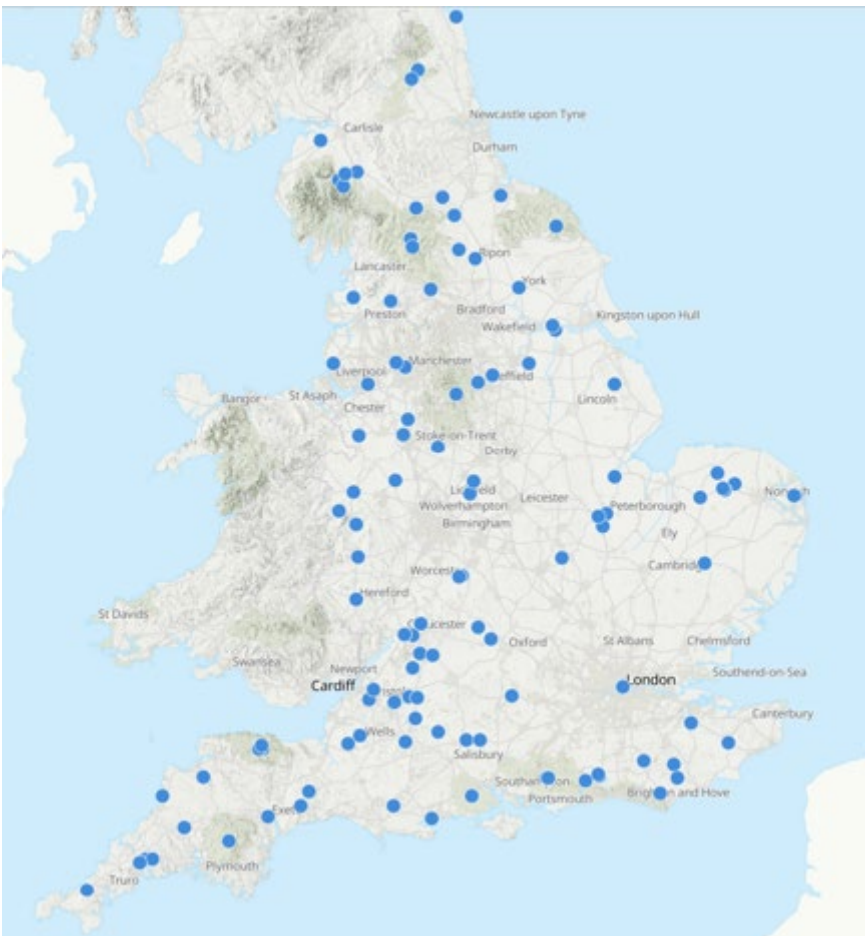 Newcastle upon Tyne
Carlisle
Durham
Ripon
Lancaster
York
Bradford
Preston
Kingston upon Hull
Wakefield
Manchester
Liverpool
Bangor
St Asaph
Lincoln
Chester
Stoke-on-Trent
Derby
Leicester
Wolverhampton
Peterborough
Birmingham
Ely
Cambridg
Worceste
Hereford
St Davids
Oxford
St Albans
Chelmsford
Swansea
Newport
Southend-on-Sea
Cardiff
London
Canterbury
Wells
Salisbury
Portsmouth
Plymouth
Truro